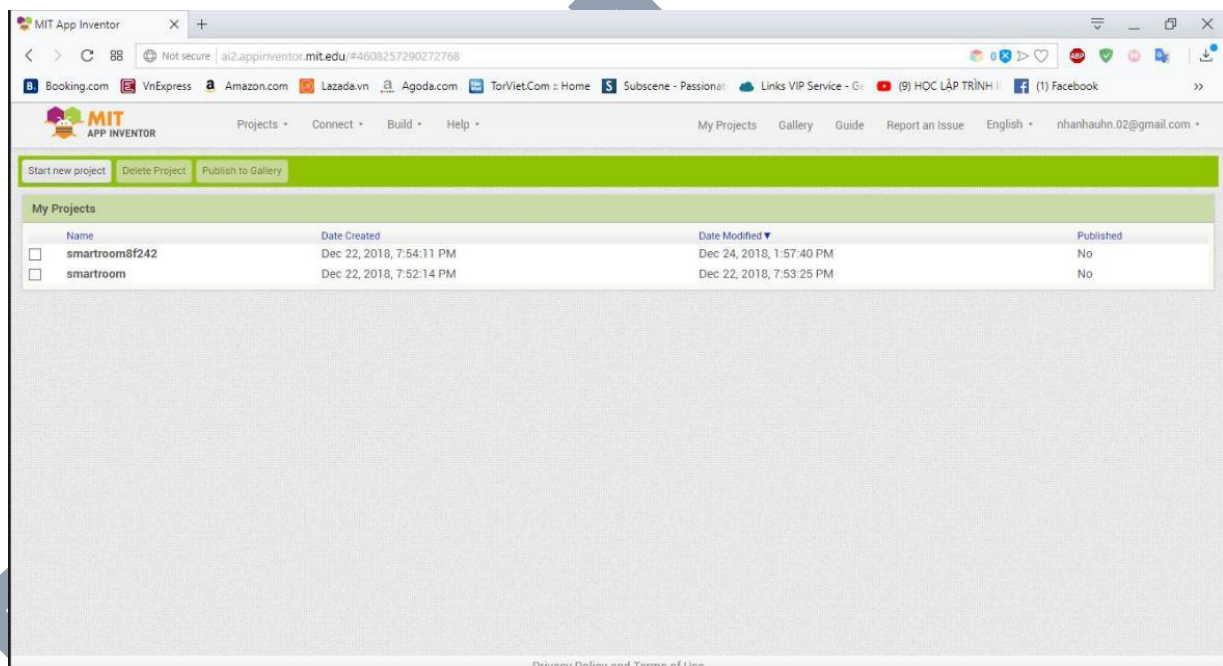 MIT App Inventor
Not secure ai2.appinventor.mit.edu/#4608257290272768
0
ABP
B. Booking.com VnExpress a Amazon.com Lazada.vn a Agoda.com TorViet.Com :: Home S Subscene - Passionat Links VIP Service - Ge (9) HỌC LẬP TRÌNH I (1) Facebook »
MIT
APP INVENTOR
Projects Connect Build Help My Projects Gallery Guide Report an Issue English nhanhauhn.02@gmail.com
Start new project Delete Project Publish to Gallery
My Projects
Name Date Created Date Modified Published
smartroom8f242 Dec 22, 2018, 7:54:11 PM Dec 24, 2018, 1:57:40 PM No
smartroom Dec 22, 2018, 7:52:14 PM Dec 22, 2018, 7:53:25 PM No
Privacy Policy and Terms of Use